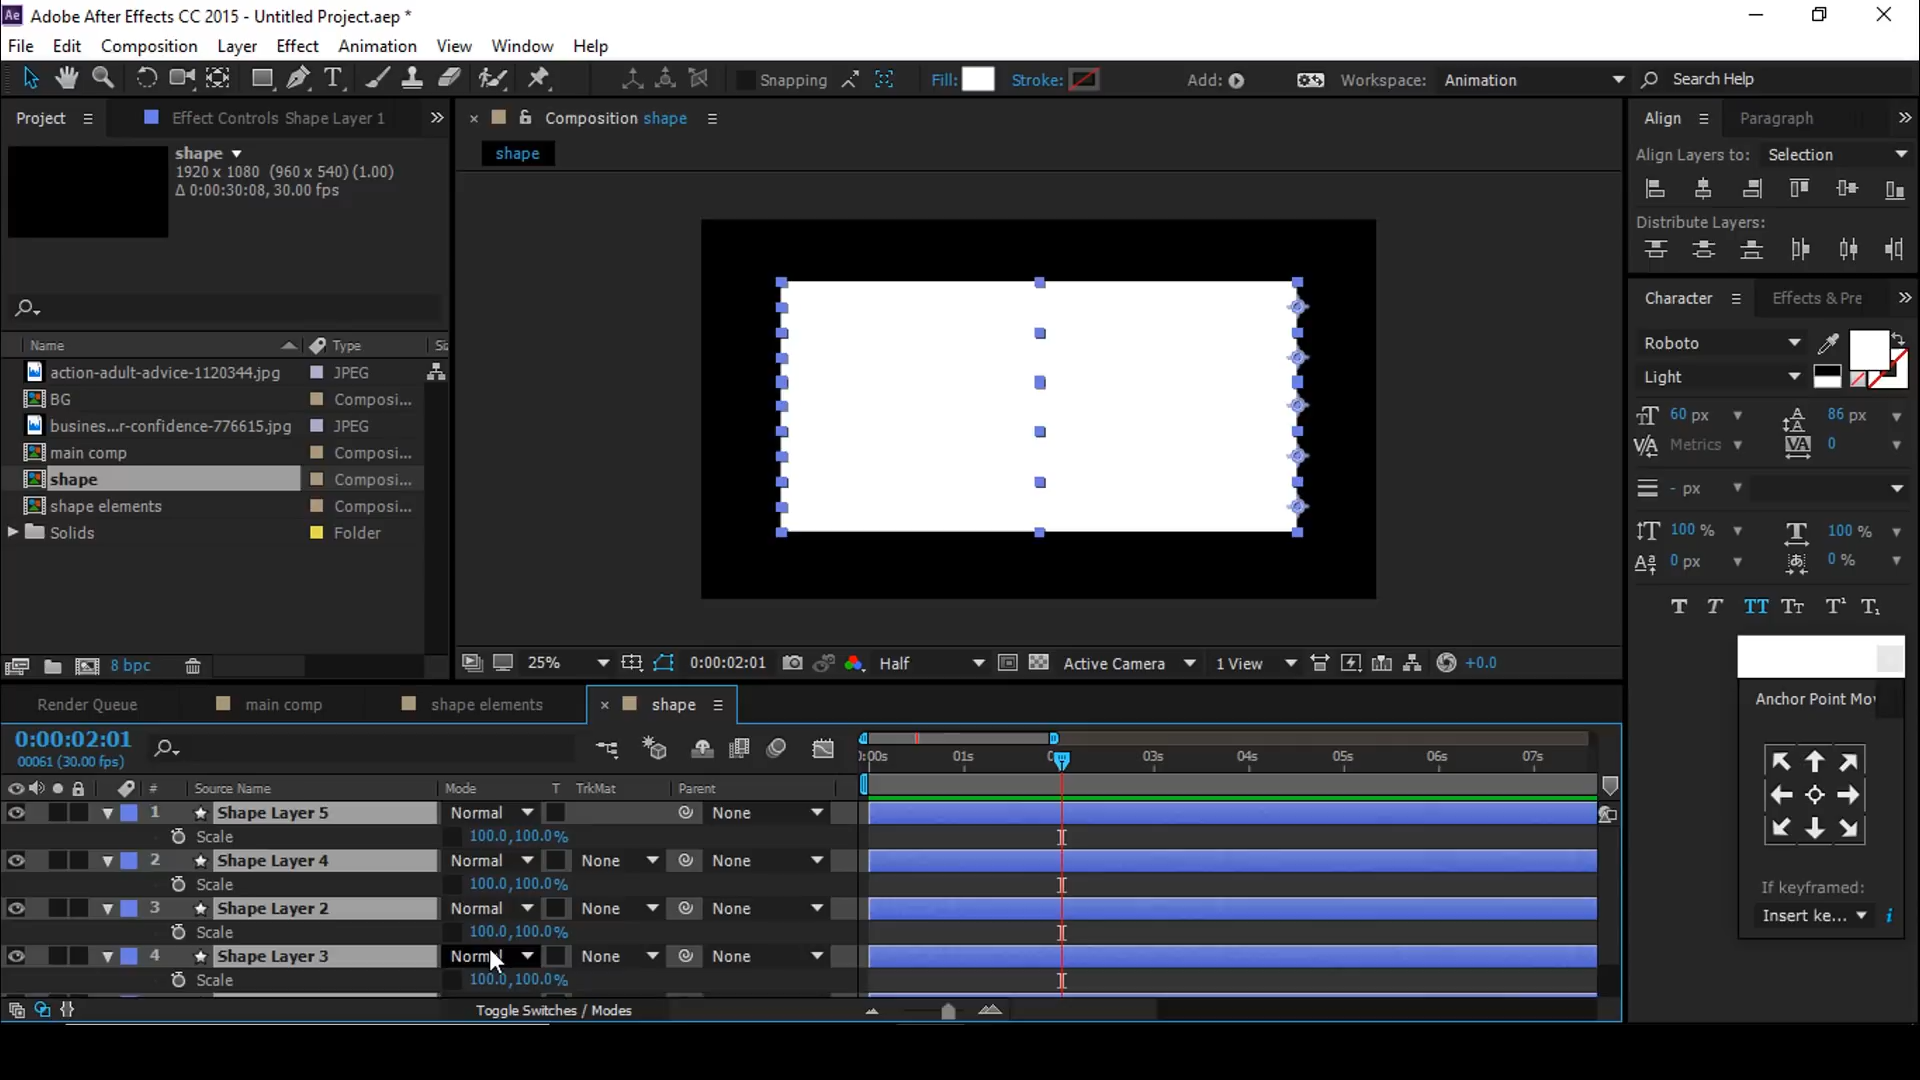 Ae Adobe After Effects CC 2015 - Untitled Project.aep *
File Edit Composition Layer Effect Animation View Window Help
Snapping Fill: Stroke: Add: Workspace: Animation Search Help
Project Effect Controls Shape Layer 1
shape
1920 x 1080 (960 x 540) (1.00)
Δ 0:00:30:08, 30.00 fps
Name Type Si
action-adult-advice-1120344.jpg JPEG
BG Composi...
busines...r-confidence-776615.jpg JPEG
main comp Composi...
shape Composi...
shape elements Composi...
Solids Folder
8 bpc
Composition shape
shape
25% 0:00:02:01 Half Active Camera 1 View +0.0
Align Paragraph
Align Layers to: Selection
Distribute Layers:
Character Effects & Pre
Roboto
Light
60 px 86 px
Metrics 0
- px
100 % 100 %
0 px 0 %
Anchor Point Mov
If keyframed:
Insert ke...
Render Queue main comp shape elements shape
0:00:02:01
00061 (30.00 fps)
# Source Name Mode T TrkMat Parent
1 Shape Layer 5 Normal None
Scale 100.0,100.0%
2 Shape Layer 4 Normal None None
Scale 100.0,100.0%
3 Shape Layer 2 Normal None None
Scale 100.0,100.0%
4 Shape Layer 3 Normal None None
Scale 100.0,100.0%
Toggle Switches / Modes
:00s 01s 03s 04s 05s 06s 07s